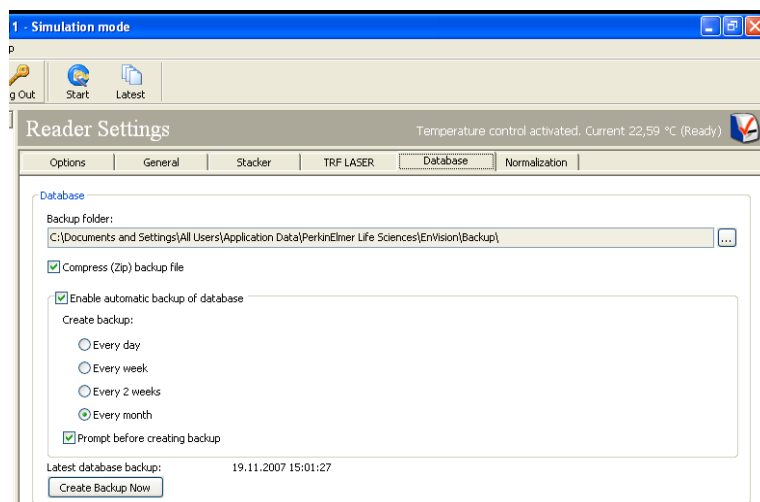 1 - Simulation mode
p
g Out
Start
Latest
Reader Settings
Temperature control activated. Current 22,59 °C (Ready)
Options
General
Stacker
TRF LASER
Database
Normalization
Database
Backup folder:
C:\Documents and Settings\All Users\Application Data\PerkinElmer Life Sciences\EnVision\Backup\
...
Compress (Zip) backup file
Enable automatic backup of database
Create backup:
Every day
Every week
Every 2 weeks
Every month
Prompt before creating backup
Latest database backup: 19.11.2007 15:01:27
Create Backup Now